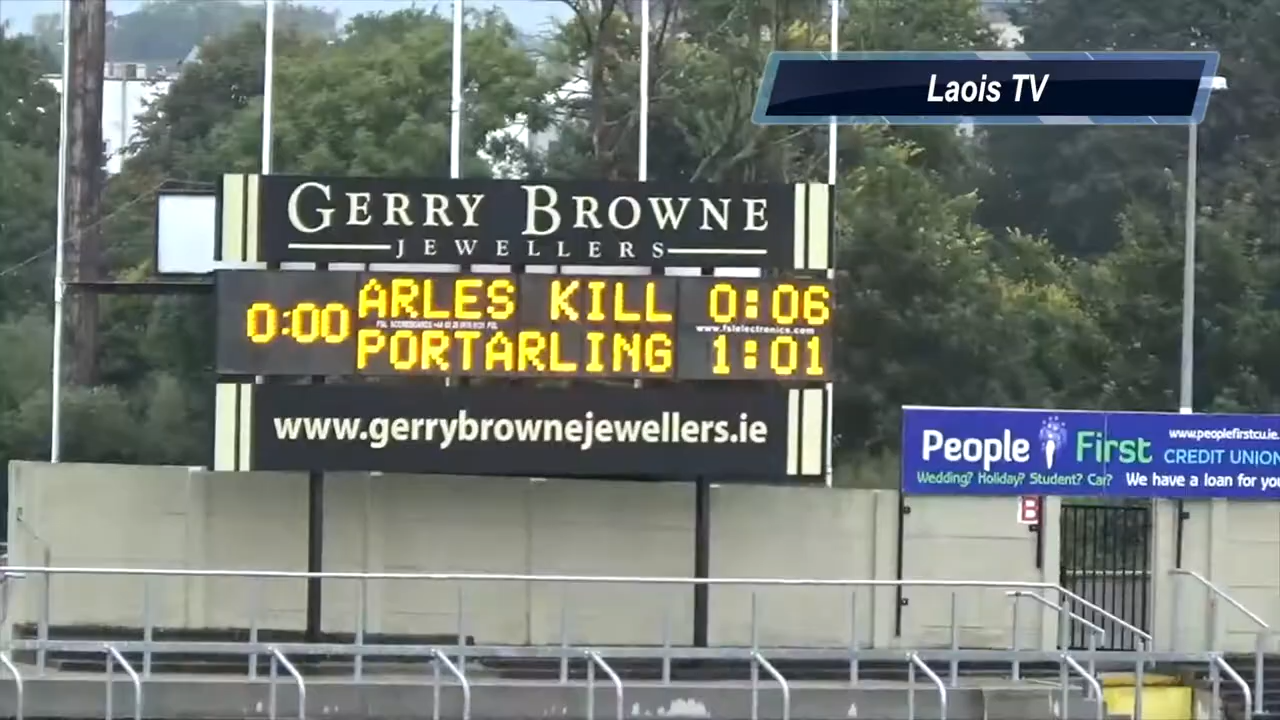 Laois TV
GERRY BROWNE
JEWELLERS
0:00
ARLES KILL 0:06
www.fslelectronics.com
PORTARLING 1:01
www.gerrybrownejewellers.ie
People First
www.peoplefirstcu.ie
CREDIT UNION
Wedding? Holiday? Student? Car? We have a loan for you
B